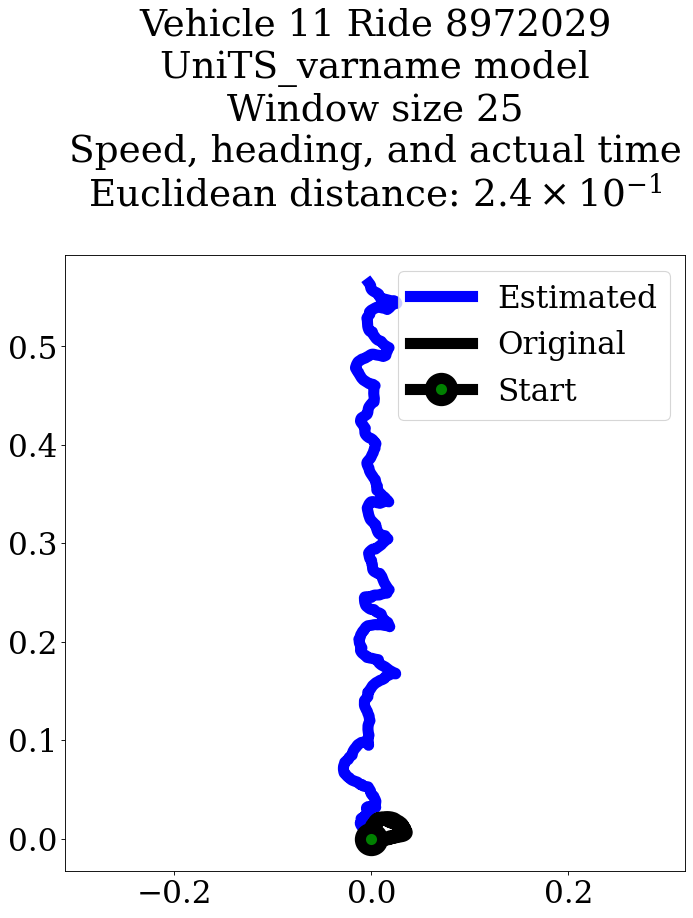 Vehicle 11 Ride 8972029
UniTS_varname model
Window size 25
Speed, heading, and actual time
Euclidean distance: 2.4 × 10⁻¹
Estimated
Original
Start
0.5
0.4
0.3
0.2
0.1
0.0
−0.2
0.0
0.2